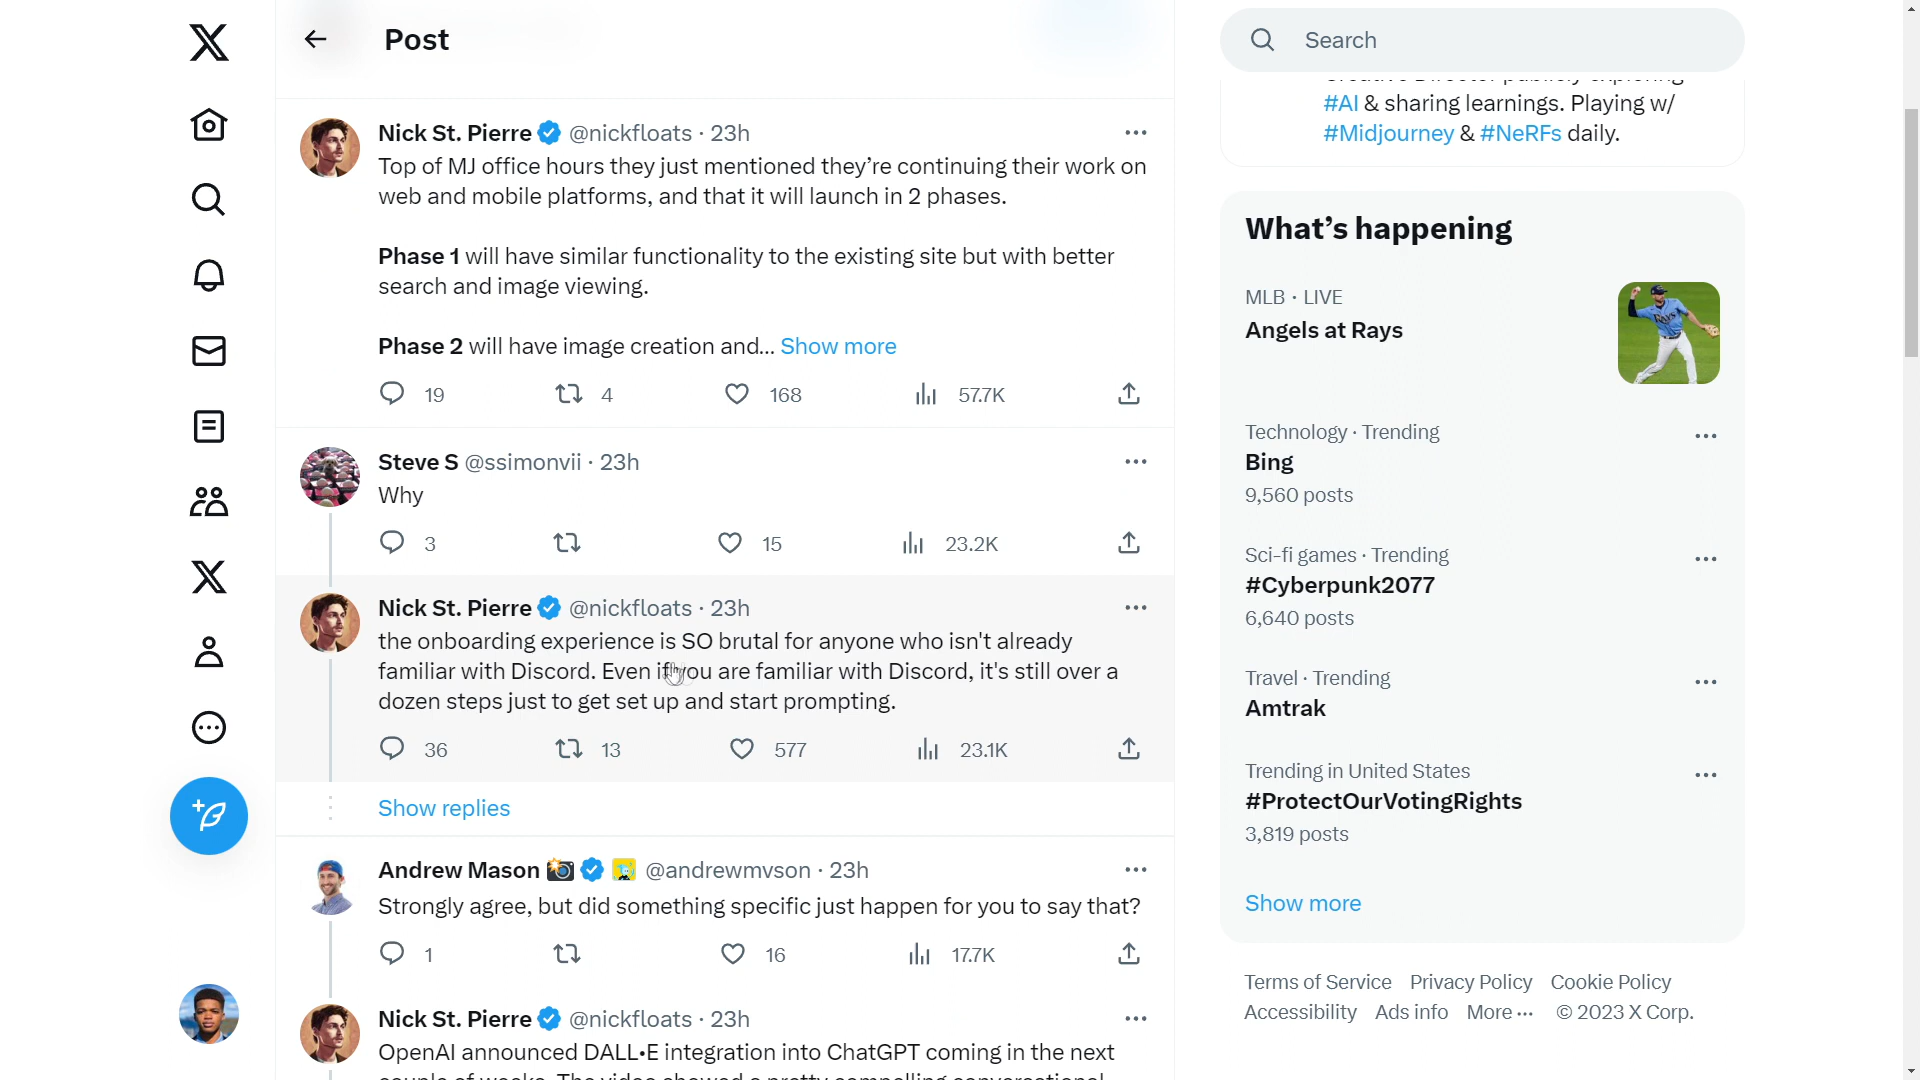 Post
Nick St. Pierre @nickfloats · 23h
Top of MJ office hours they just mentioned they're continuing their work on
web and mobile platforms, and that it will launch in 2 phases.
Phase 1 will have similar functionality to the existing site but with better
search and image viewing.
Phase 2 will have image creation and... Show more
19 4 168 57.7K
Steve S @ssimonvii · 23h
Why
3 15 23.2K
Nick St. Pierre @nickfloats · 23h
the onboarding experience is SO brutal for anyone who isn't already
familiar with Discord. Even if you are familiar with Discord, it's still over a
dozen steps just to get set up and start prompting.
36 13 577 23.1K
Show replies
Andrew Mason @andrewmvson · 23h
Strongly agree, but did something specific just happen for you to say that?
1 16 17.7K
Nick St. Pierre @nickfloats · 23h
OpenAI announced DALL•E integration into ChatGPT coming in the next
Search
#AI & sharing learnings. Playing w/
#Midjourney & #NeRFs daily.
What's happening
MLB · LIVE
Angels at Rays
Technology · Trending
Bing
9,560 posts
Sci-fi games · Trending
#Cyberpunk2077
6,640 posts
Travel · Trending
Amtrak
Trending in United States
#ProtectOurVotingRights
3,819 posts
Show more
Terms of Service Privacy Policy Cookie Policy
Accessibility Ads info More ··· © 2023 X Corp.